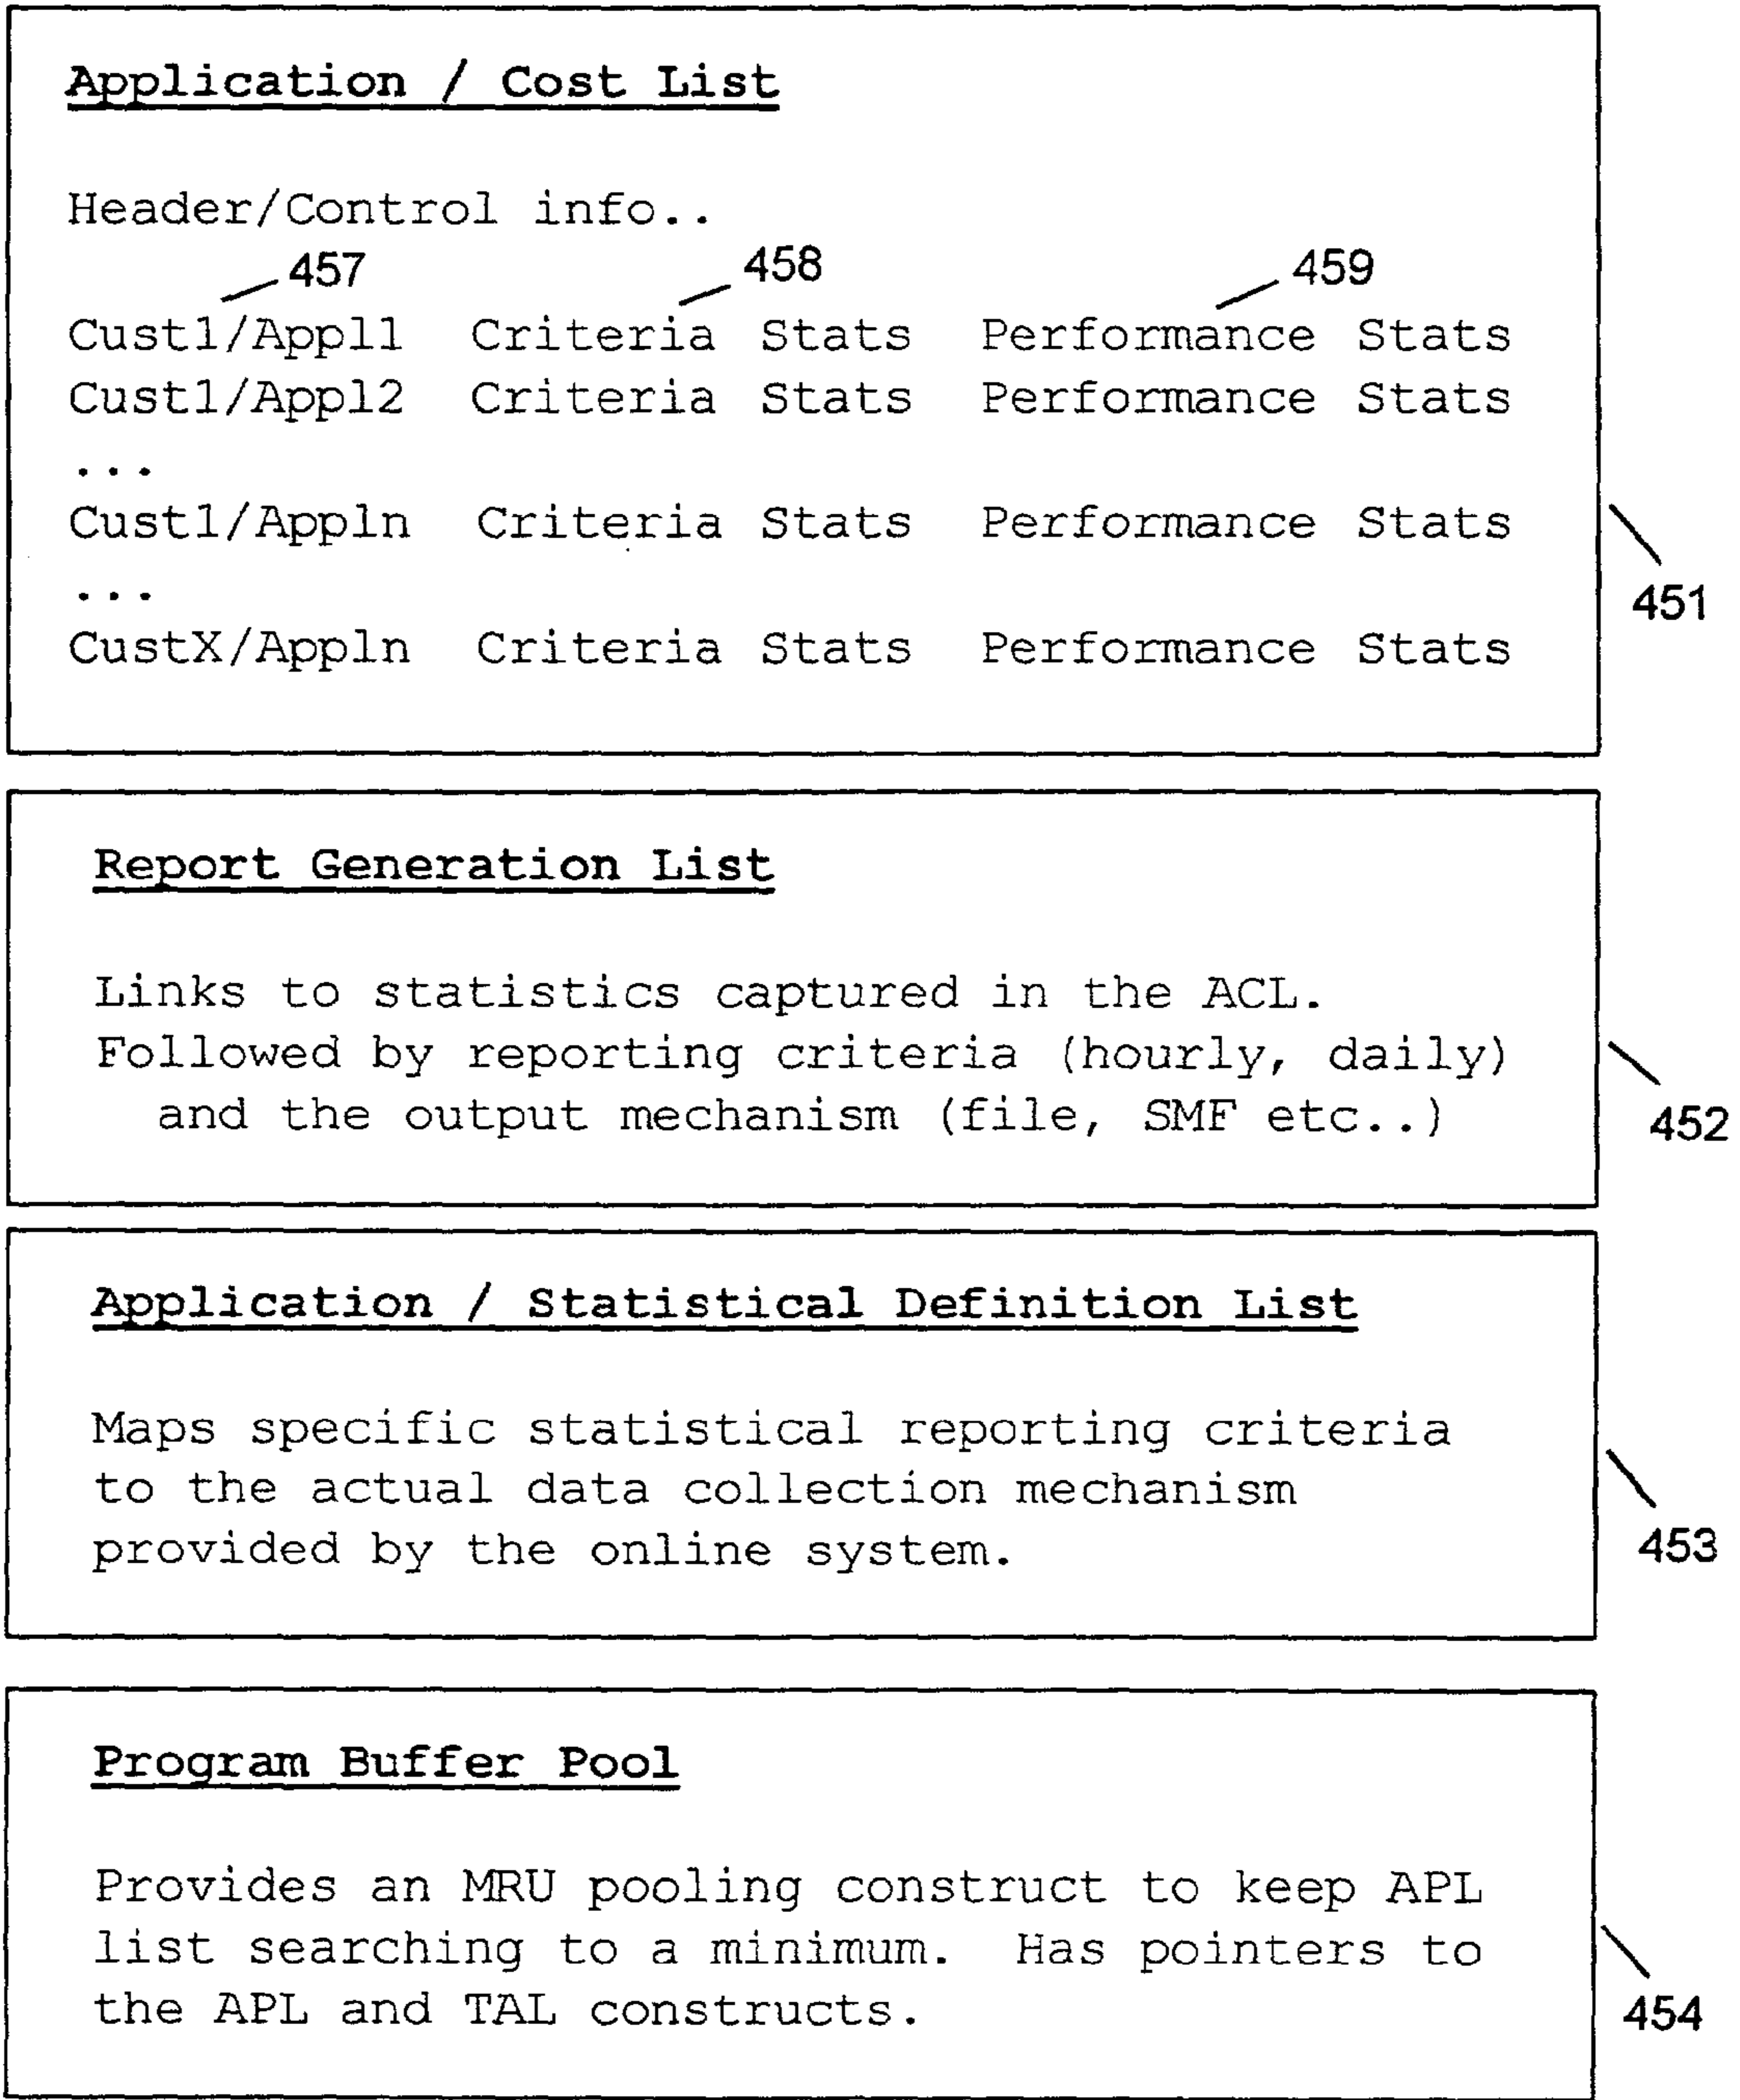 Application / Cost List
Header/Control info..
457 458 459
Cust1/Appl1 Criteria Stats Performance Stats
Cust1/Appl2 Criteria Stats Performance Stats
...
Cust1/Appln Criteria Stats Performance Stats
...
CustX/Appln Criteria Stats Performance Stats
451
Report Generation List
Links to statistics captured in the ACL.
Followed by reporting criteria (hourly, daily)
and the output mechanism (file, SMF etc..)
452
Application / Statistical Definition List
Maps specific statistical reporting criteria
to the actual data collection mechanism
provided by the online system.
453
Program Buffer Pool
Provides an MRU pooling construct to keep APL
list searching to a minimum. Has pointers to
the APL and TAL constructs.
454